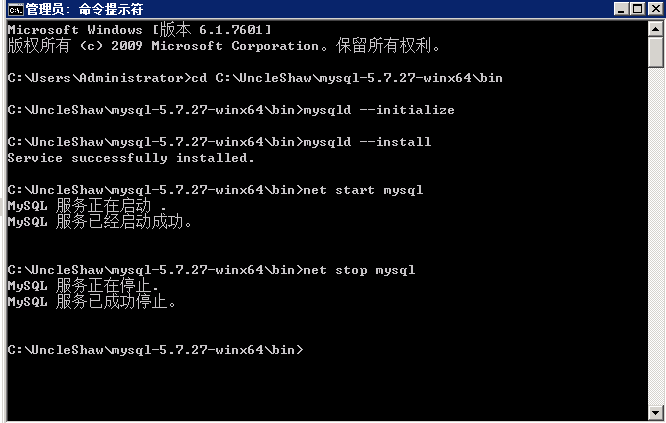 管理员: 命令提示符
Microsoft Windows [版本 6.1.7601]
版权所有 (c) 2009 Microsoft Corporation。保留所有权利。
C:\Users\Administrator>cd C:\UncleShaw\mysql-5.7.27-winx64\bin
C:\UncleShaw\mysql-5.7.27-winx64\bin>mysqld --initialize
C:\UncleShaw\mysql-5.7.27-winx64\bin>mysqld --install
Service successfully installed.
C:\UncleShaw\mysql-5.7.27-winx64\bin>net start mysql
MySQL 服务正在启动 .
MySQL 服务已经启动成功。
C:\UncleShaw\mysql-5.7.27-winx64\bin>net stop mysql
MySQL 服务正在停止.
MySQL 服务已成功停止。
C:\UncleShaw\mysql-5.7.27-winx64\bin>